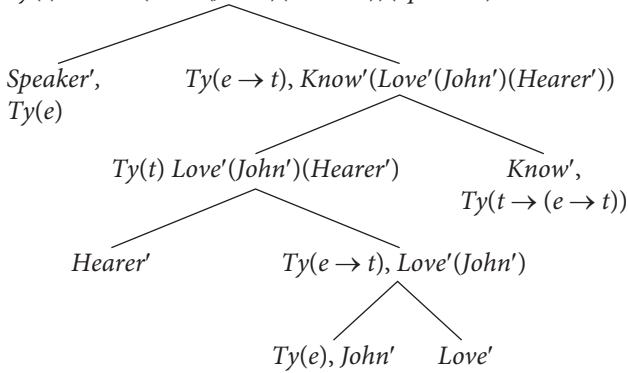 Speaker′, Ty(e → t), Know′(Love′(John′)(Hearer′))
Ty(e)
Ty(t) Love′(John′)(Hearer′) Know′,
Ty(t → (e → t))
Hearer′ Ty(e → t), Love′(John′)
Ty(e), John′ Love′